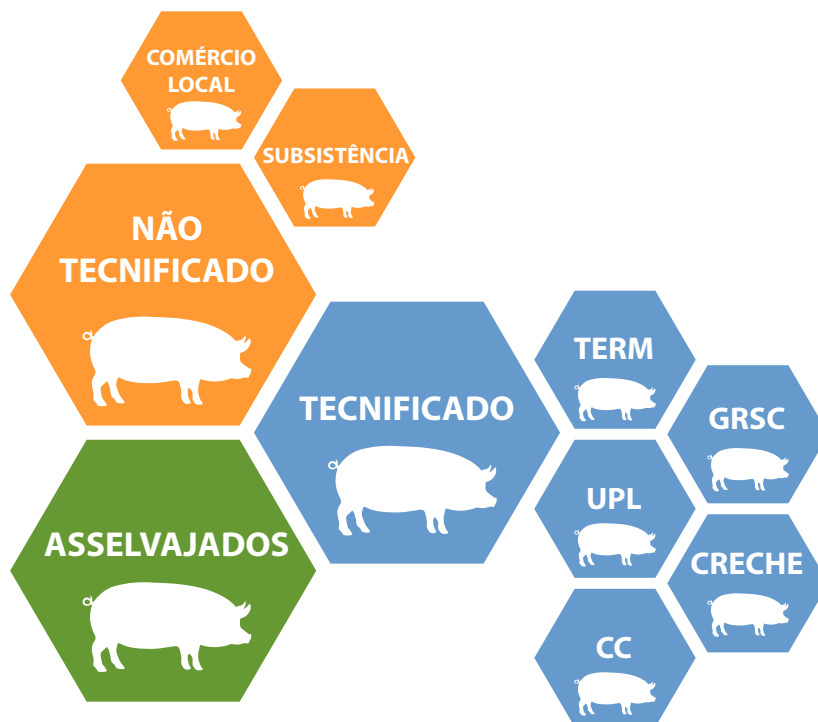 COMÉRCIO
LOCAL
SUBSISTÊNCIA
NÃO
TECNIFICADO
TECNIFICADO
TERM
GRSC
UPL
ASSELVAJADOS
CRECHE
CC